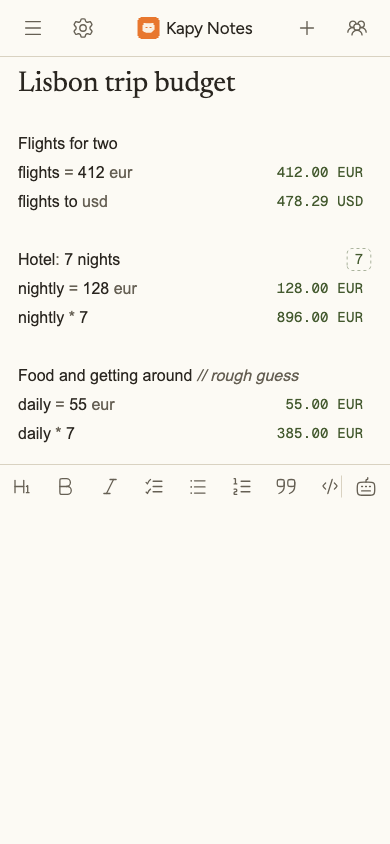 Kapy Notes
Lisbon trip budget
Flights for two
flights = 412 eur 412.00 EUR
flights to usd 478.29 USD
Hotel: 7 nights 7
nightly = 128 eur 128.00 EUR
nightly * 7 896.00 EUR
Food and getting around // rough guess
daily = 55 eur 55.00 EUR
daily * 7 385.00 EUR
H1 B I